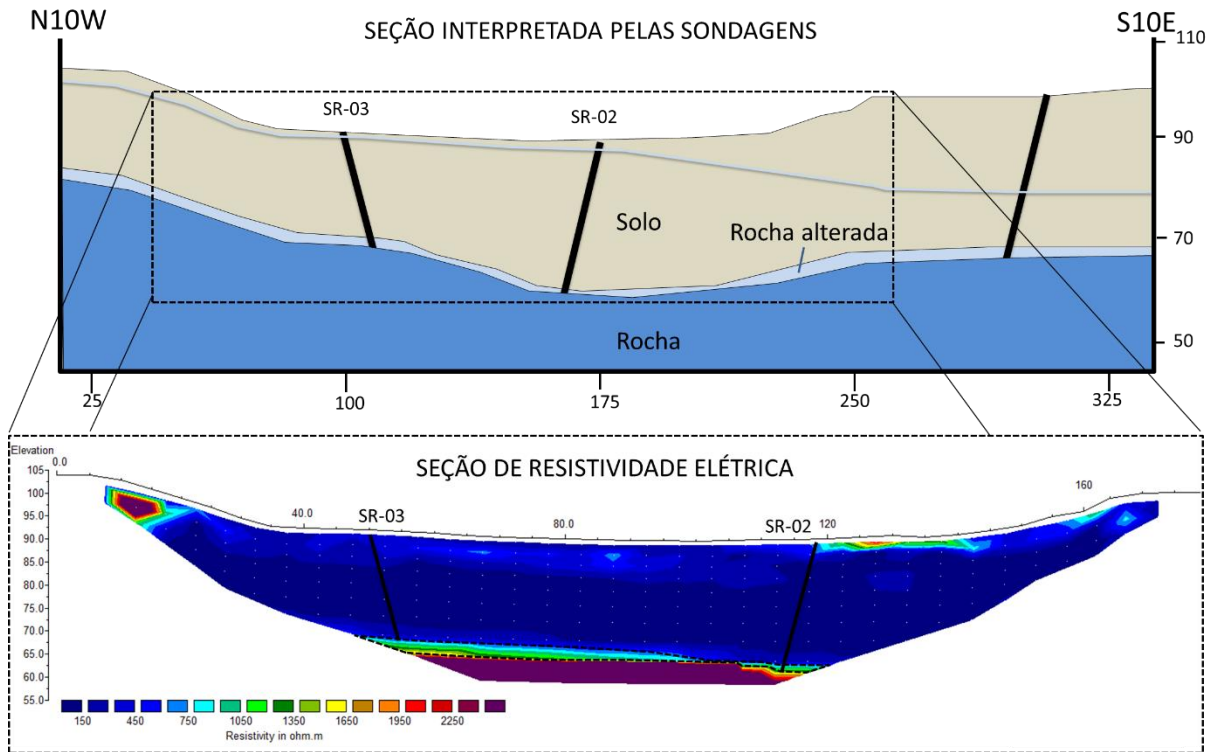 N10W
SEÇÃO INTERPRETADA PELAS SONDAGENS
S10E
110
SR-03
SR-02
90
Solo
Rocha alterada
70
Rocha
50
25 100 175 250 325
Elevation
SEÇÃO DE RESISTIVIDADE ELÉTRICA
105 0.0
160
100
95.0
40.0 SR-03 80.0 SR-02 120
90.0
85.0
80.0
75.0
70.0
65.0
60.0
55.0
150 450 750 1050 1350 1650 1950 2250
Resistivity in ohm.m